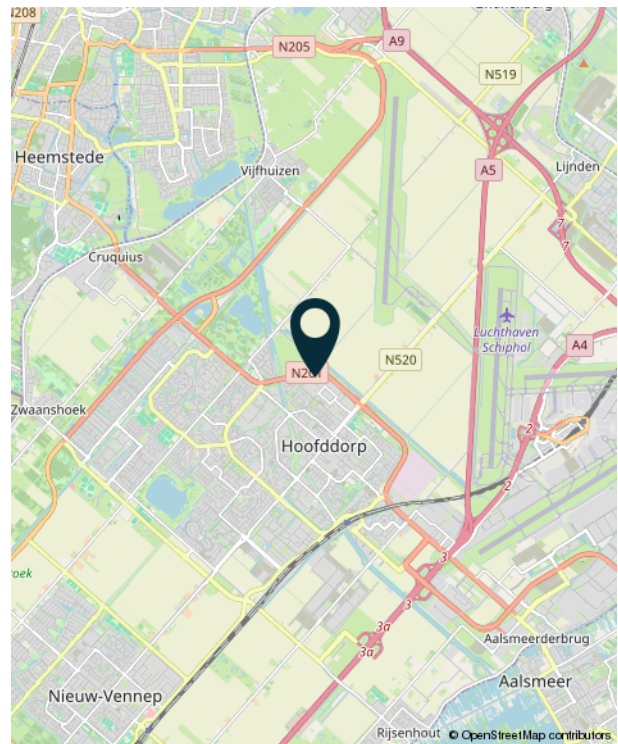 N208
N205
A9
N519
A5
Heemstede
Vijfhuizen
Lijnden
7
7
Cruquius
Luchthaven
Schiphol
A4
N520
Zwaanshoek
Hoofddorp
2
2
3
3
3a
3a
Aalsmeerderbrug
Nieuw-Vennep
Aalsmeer
Rijsenhout
© OpenStreetMap contributors